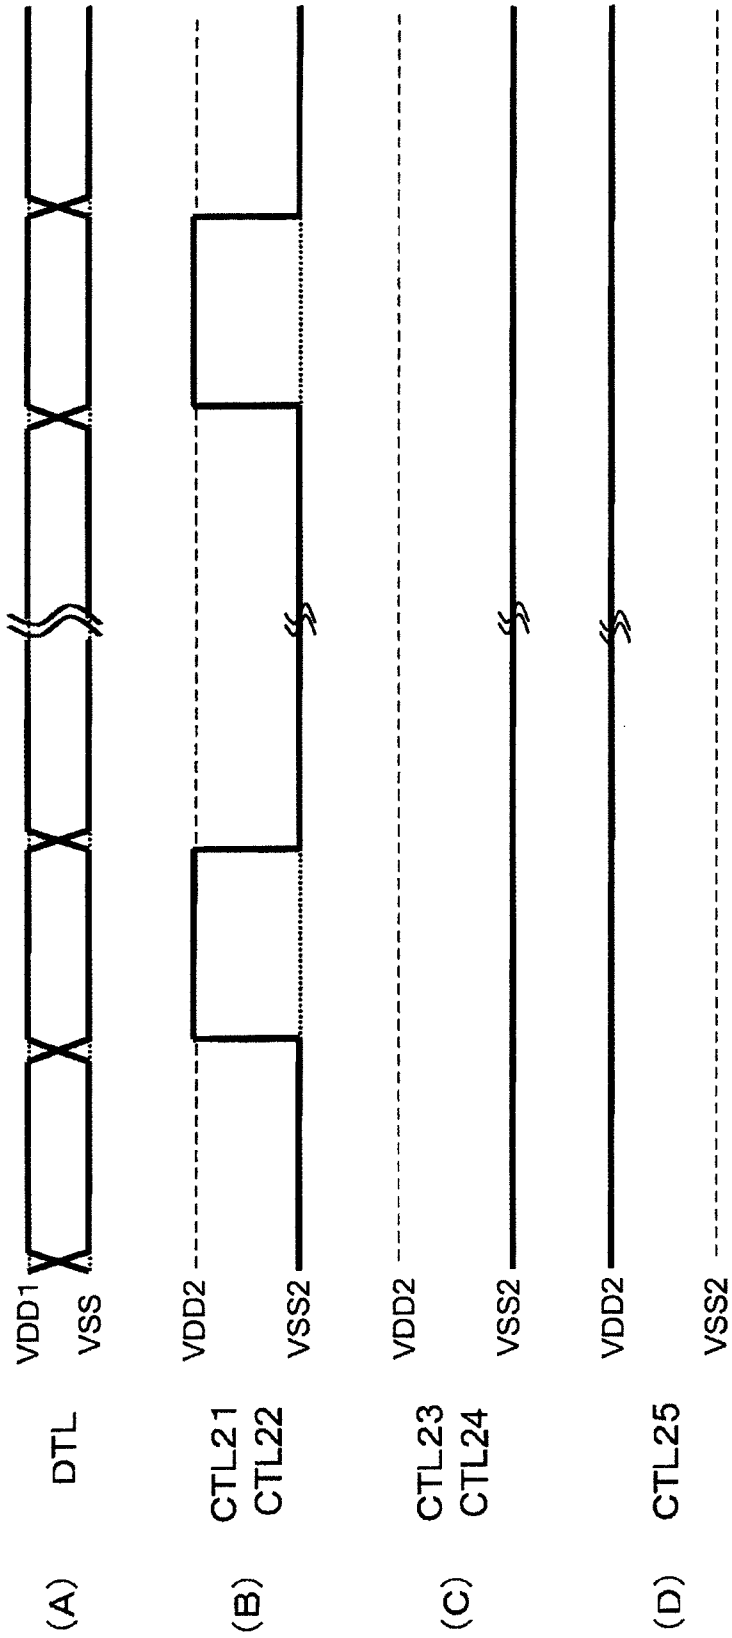 (A) DTL
VDD1
VSS
(B) CTL21
CTL22
VDD2
VSS2
(C) CTL23
CTL24
VDD2
VSS2
(D) CTL25
VDD2
VSS2